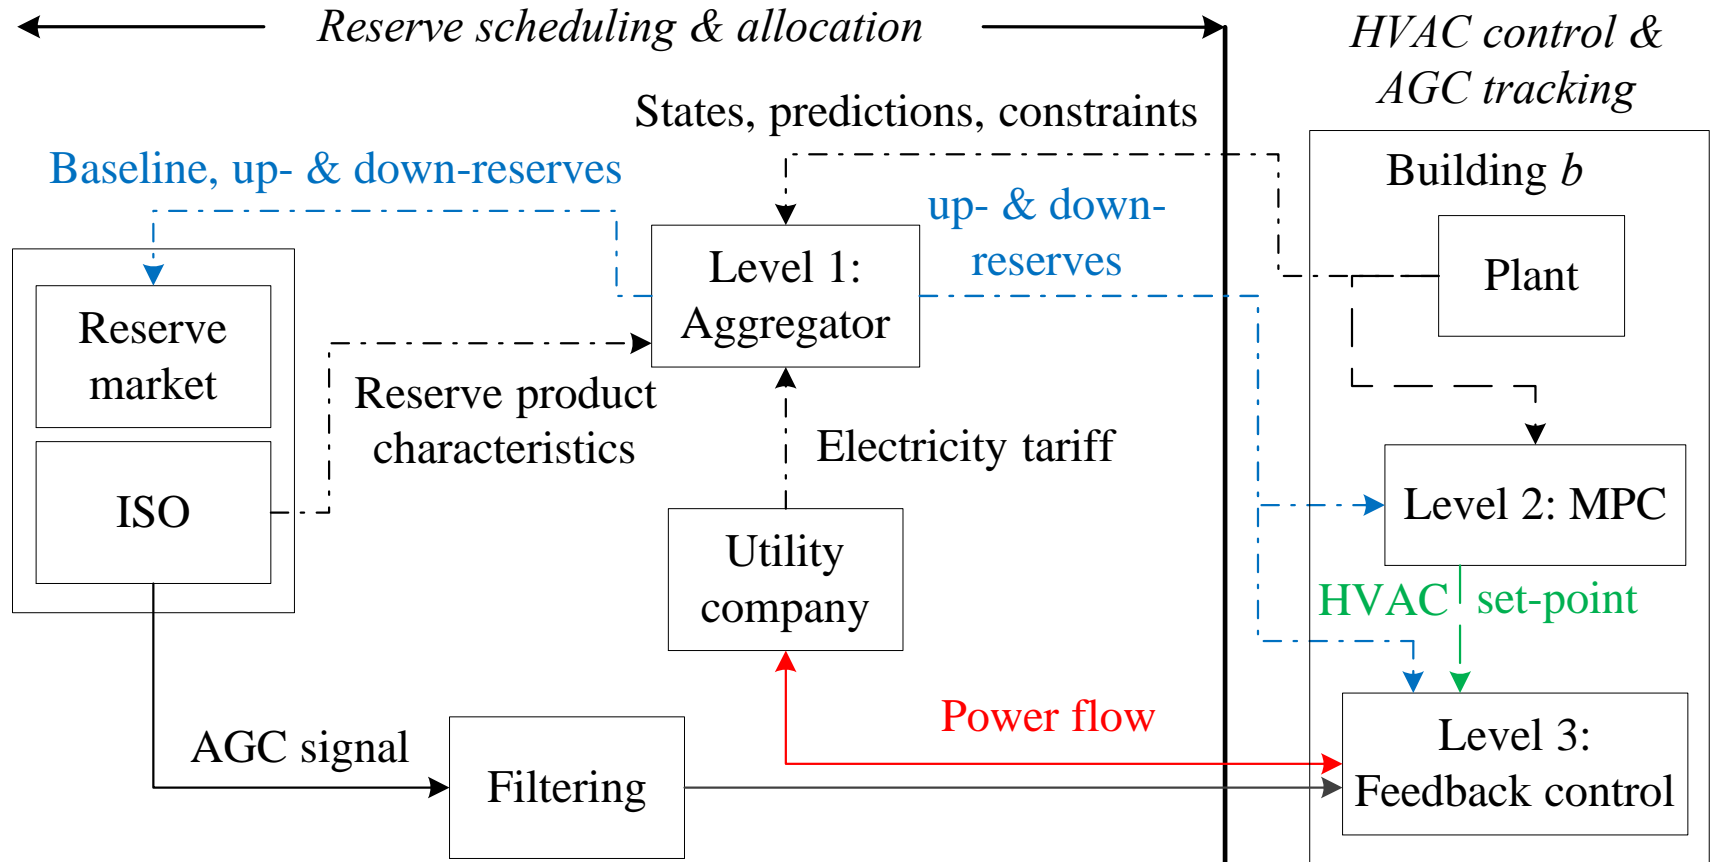 Reserve scheduling & allocation
HVAC control &
AGC tracking
States, predictions, constraints
Baseline, up- & down-reserves
up- & down-
reserves
Building b
Plant
Level 1:
Aggregator
Reserve
market
Reserve product
characteristics
Electricity tariff
ISO
Level 2: MPC
Utility
company
HVAC set-point
Power flow
AGC signal
Filtering
Level 3:
Feedback control